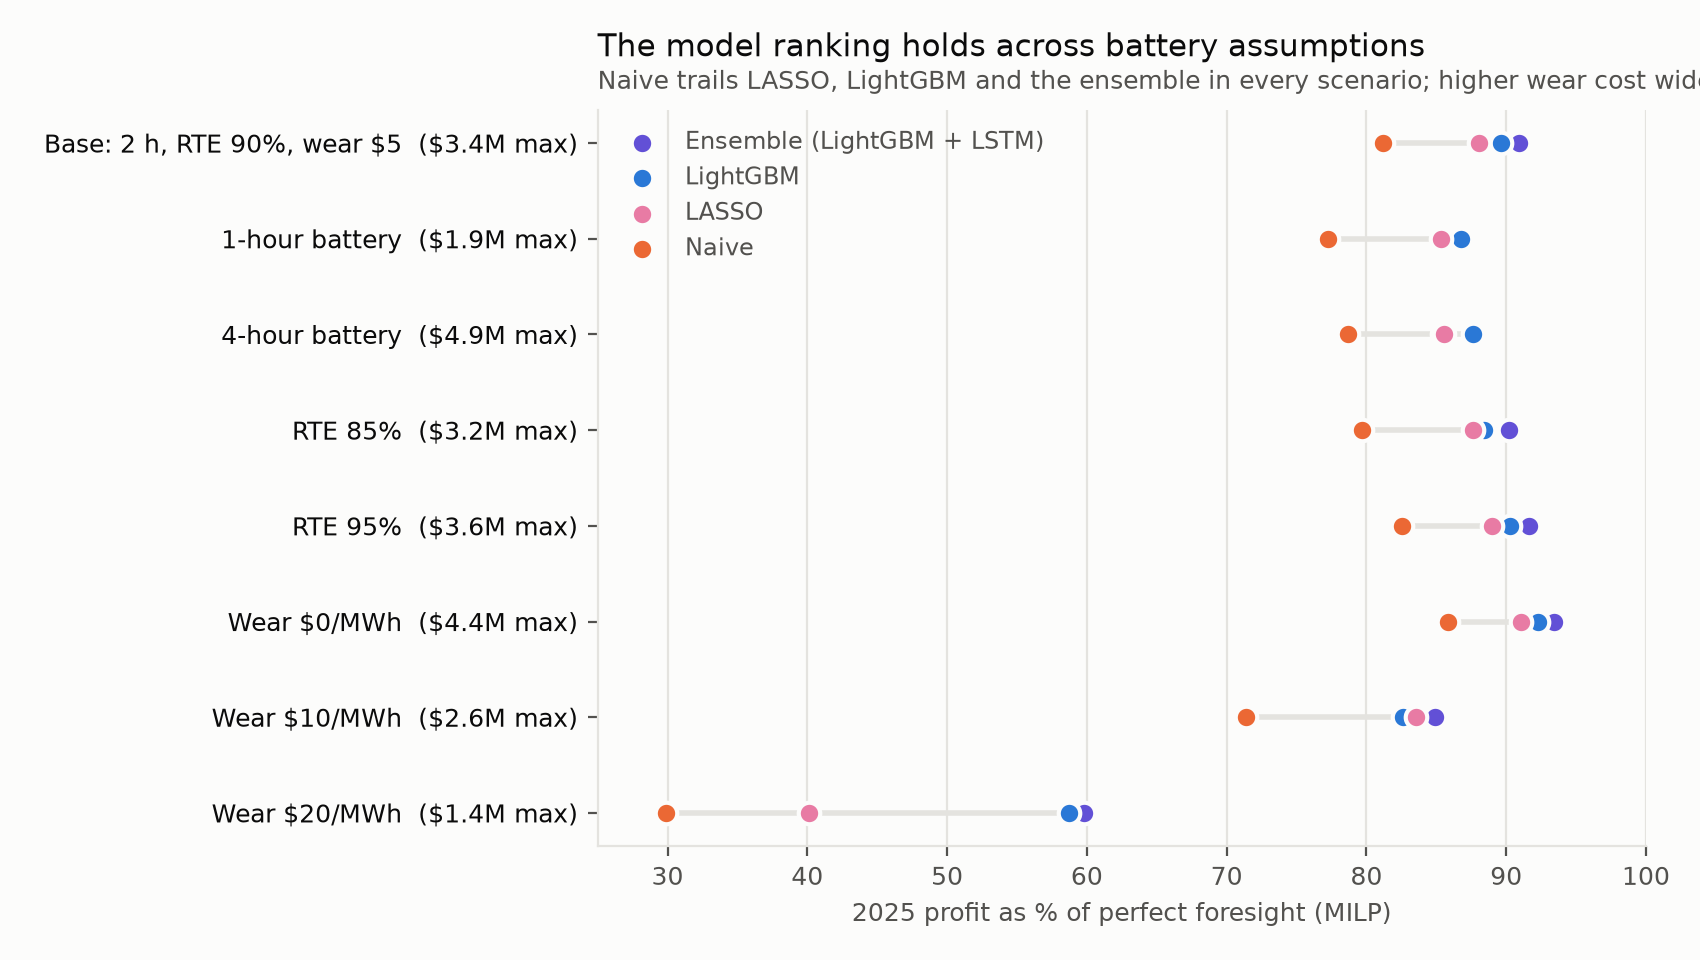 The model ranking holds across battery assumptions
Naive trails LASSO, LightGBM and the ensemble in every scenario; higher wear cost
Base: 2 h, RTE 90%, wear $5 ($3.4M max)
1-hour battery ($1.9M max)
4-hour battery ($4.9M max)
RTE 85% ($3.2M max)
RTE 95% ($3.6M max)
Wear $0/MWh ($4.4M max)
Wear $10/MWh ($2.6M max)
Wear $20/MWh ($1.4M max)
Ensemble (LightGBM + LSTM)
LightGBM
LASSO
Naive
30 40 50 60 70 80 90 100
2025 profit as % of perfect foresight (MILP)